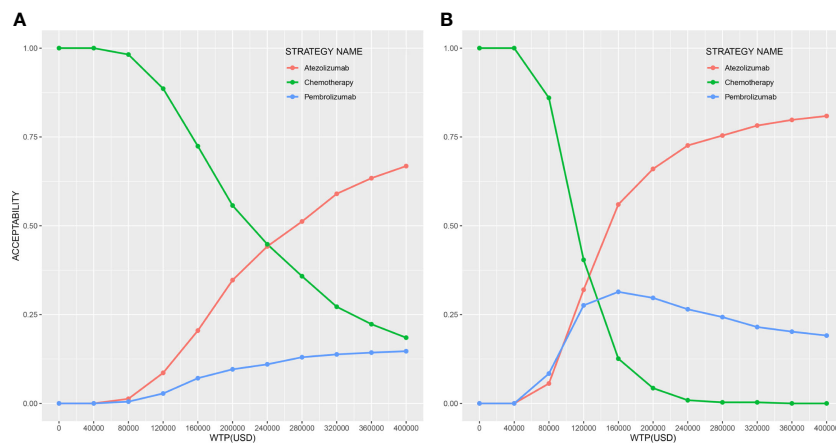 A
STRATEGY NAME
Atezolizumab
Chemotherapy
Pembrolizumab
ACCEPTABILITY
1.00
0.75
0.50
0.25
0.00
0 40000 80000 120000 160000 200000 240000 280000 320000 360000 400000
WTP(USD)
B
STRATEGY NAME
Atezolizumab
Chemotherapy
Pembrolizumab
1.00
0.75
0.50
0.25
0.00
0 40000 80000 120000 160000 200000 240000 280000 320000 360000 400000
WTP(USD)